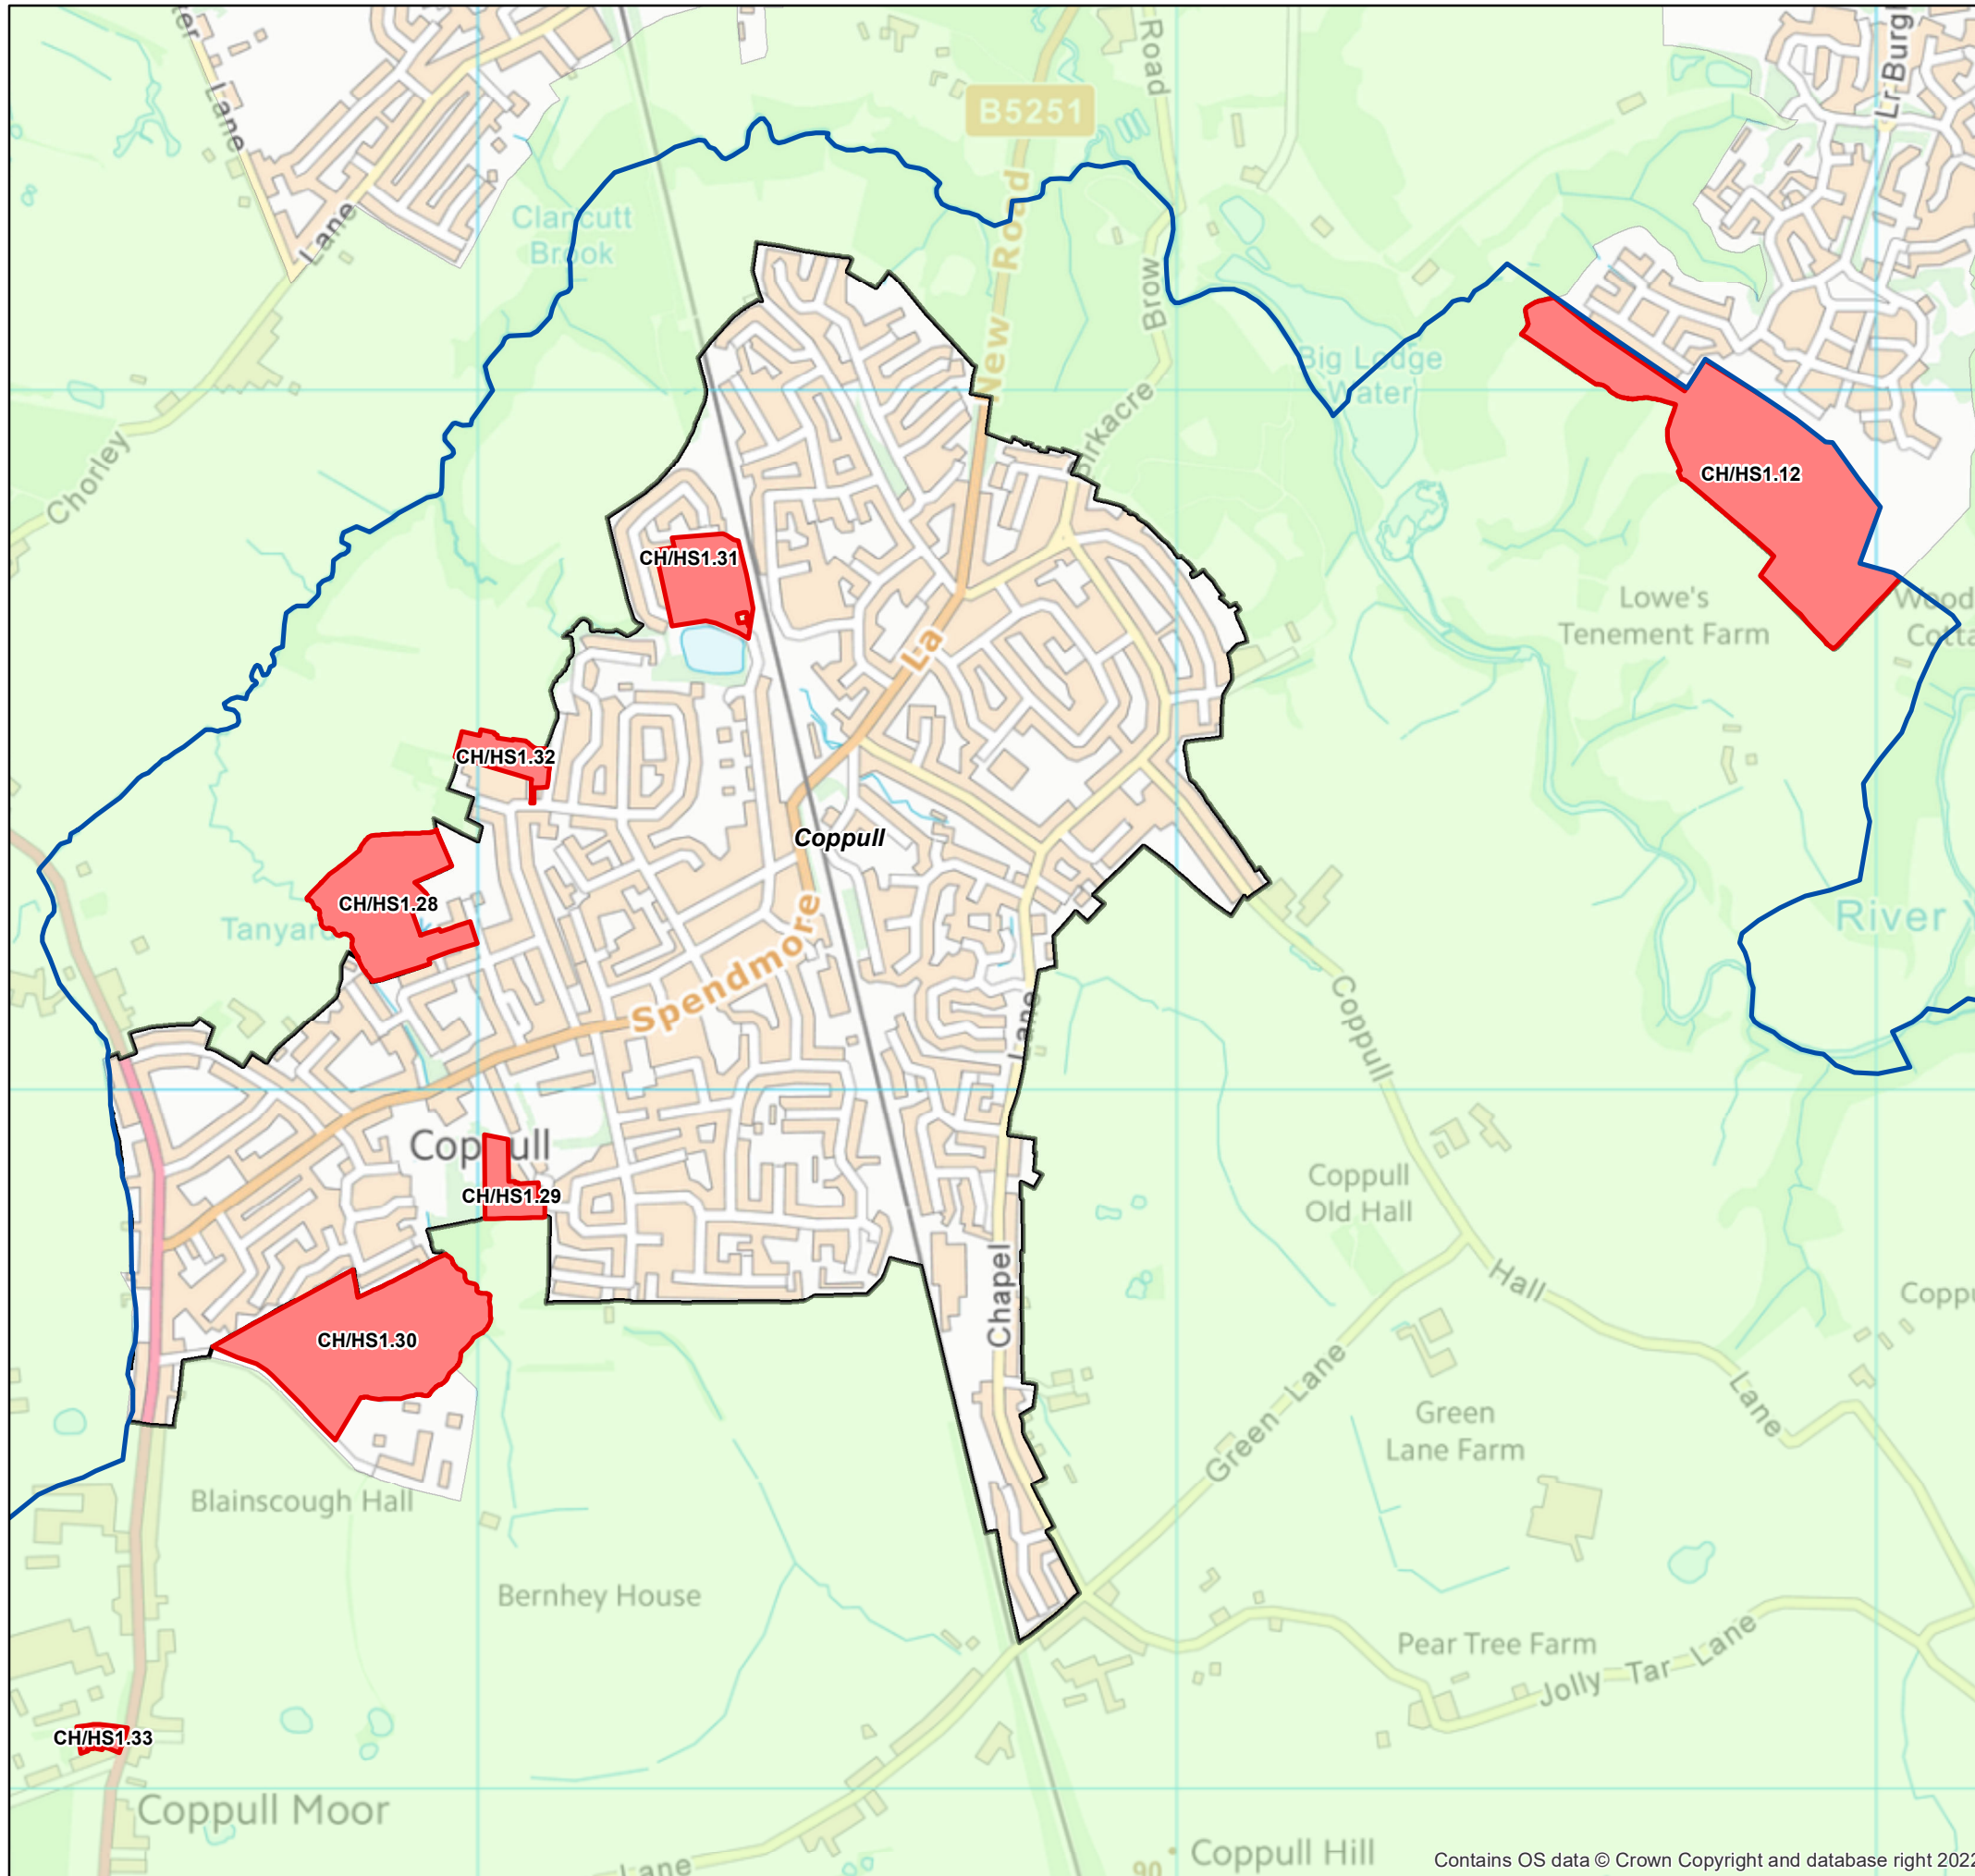 Lane
Lane
Clancutt
Brook
B5251
Road
New Road
Brow
Birkacre
Big Lodge
Water
Lr Burgh
Chorley
CH/HS1.12
CH/HS1.31
Lowe's
Tenement Farm
La
CH/HS1.32
Coppull
CH/HS1.28
River Y
Spendmore
Coppull
Lane
Coppull
CH/HS1.29
Coppull
Old Hall
Hall
Chapel
CH/HS1.30
Green Lane
Lane
Green
Lane Farm
Blainscough Hall
Bernhey House
Pear Tree Farm
Jolly Tar Lane
CH/HS1.33
Coppull Moor
Coppull Hill
90
Lane
Contains OS data © Crown Copyright and database right 2022